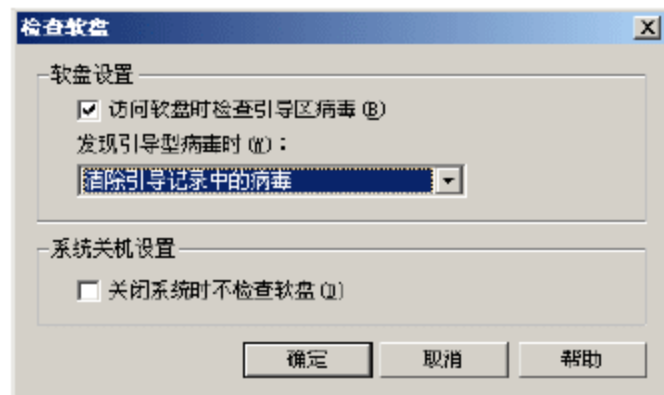 检查软盘
软盘设置
访问软盘时检查引导区病毒(B)
发现引导型病毒时(W)：
清除引导记录中的病毒
系统关机设置
关闭系统时不检查软盘(D)
确定 取消 帮助